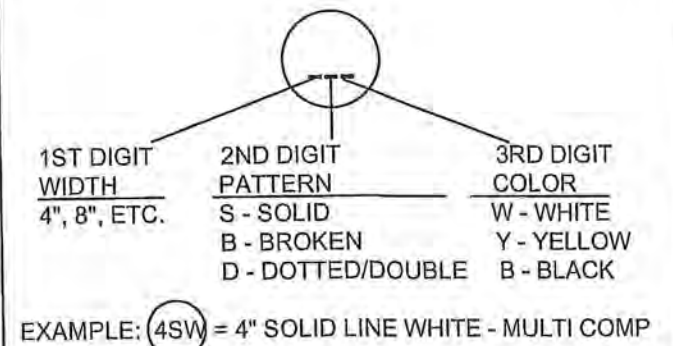 1ST DIGIT 2ND DIGIT 3RD DIGIT
WIDTH PATTERN COLOR
4", 8", ETC. S - SOLID W - WHITE
B - BROKEN Y - YELLOW
D - DOTTED/DOUBLE B - BLACK
EXAMPLE: 4SW = 4" SOLID LINE WHITE - MULTI COMP